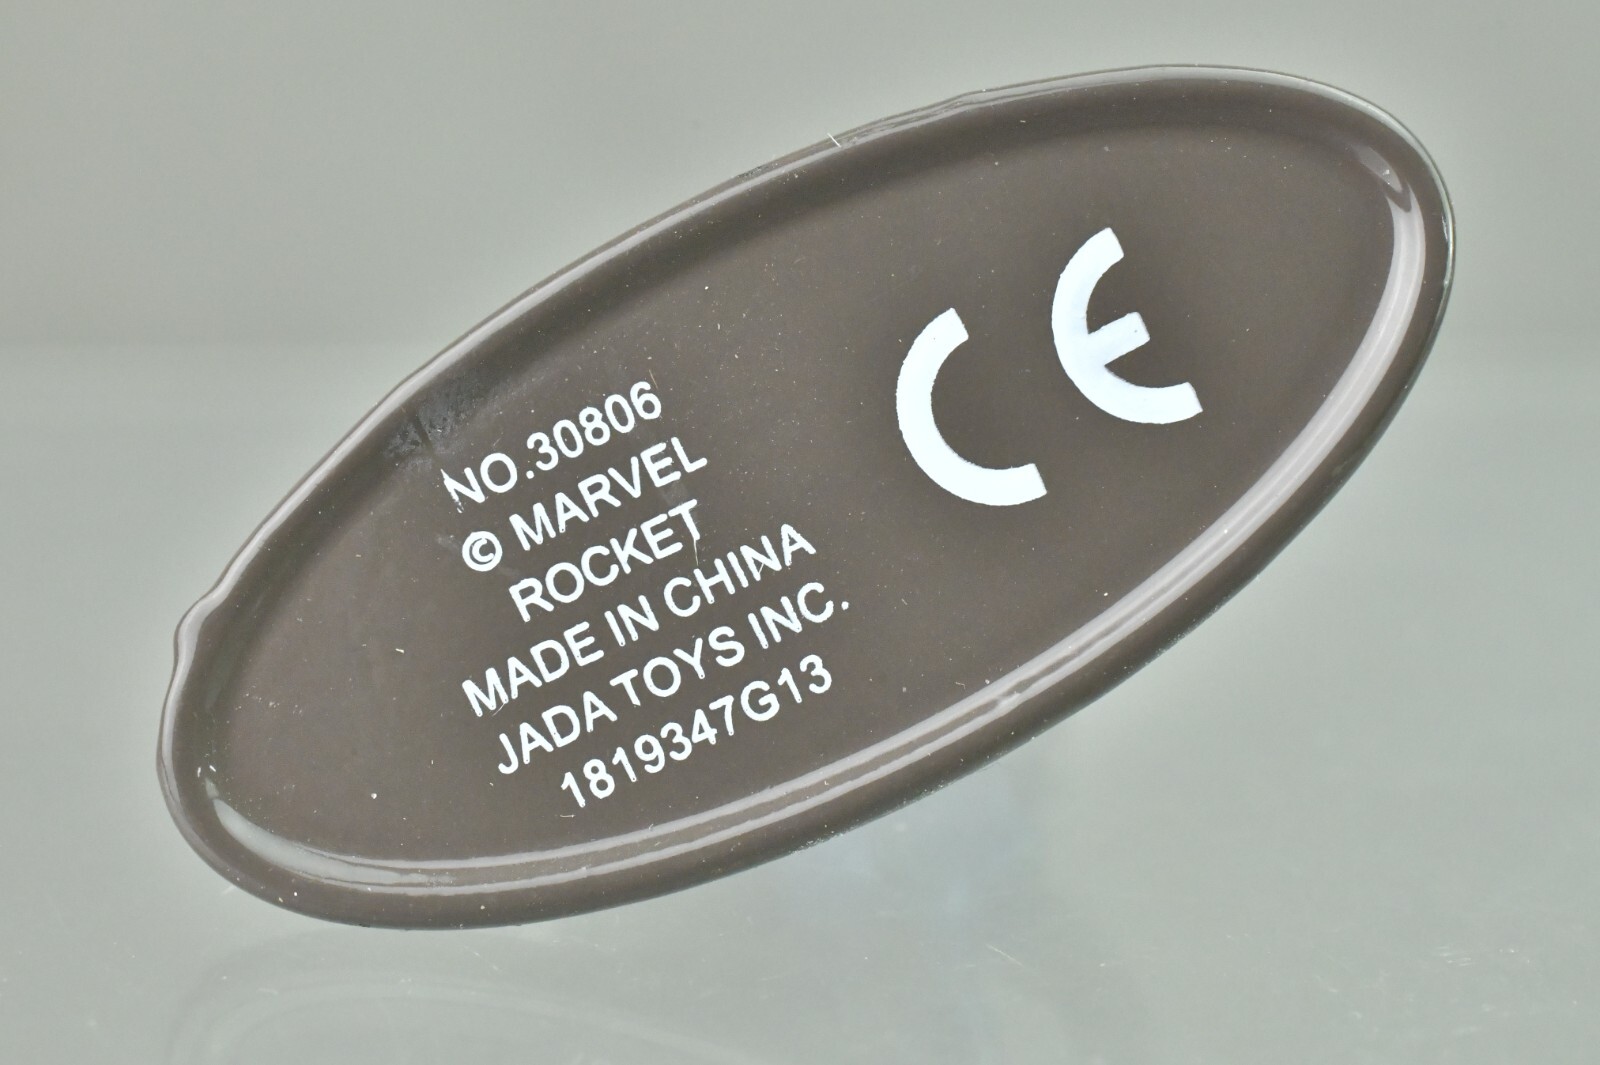 NO.30806
© MARVEL
ROCKET
MADE IN CHINA
JADA TOYS INC.
1819347G13
CE